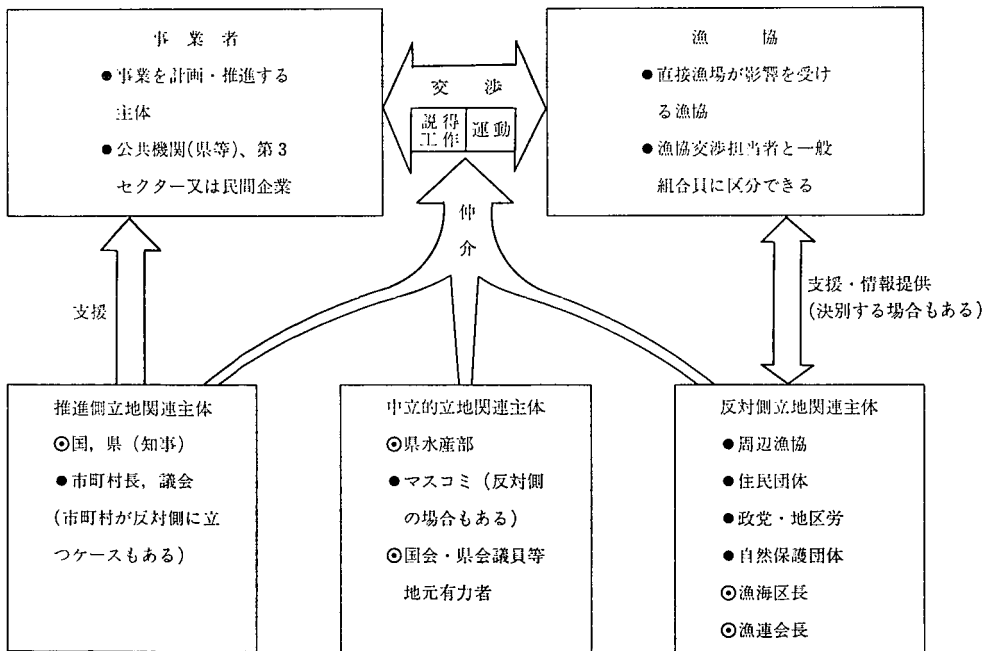 事業者
●事業を計画・推進する
主体
●公共機関(県等)、第3
セクター又は民間企業
交渉
説得
工作
運動
漁協
●直接漁場が影響を受け
る漁協
●漁協交渉担当者と一般
組合員に区分できる
仲
介
支援
支援・情報提供
(決別する場合もある)
推進側立地関連主体
⊙国,県(知事)
●市町村長,議会
(市町村が反対側に立
つケースもある)
中立的立地関連主体
⊙県水産部
●マスコミ(反対側
の場合もある)
⊙国会・県会議員等
地元有力者
反対側立地関連主体
●周辺漁協
●住民団体
●政党・地区労
●自然保護団体
⊙漁海区長
⊙漁連会長